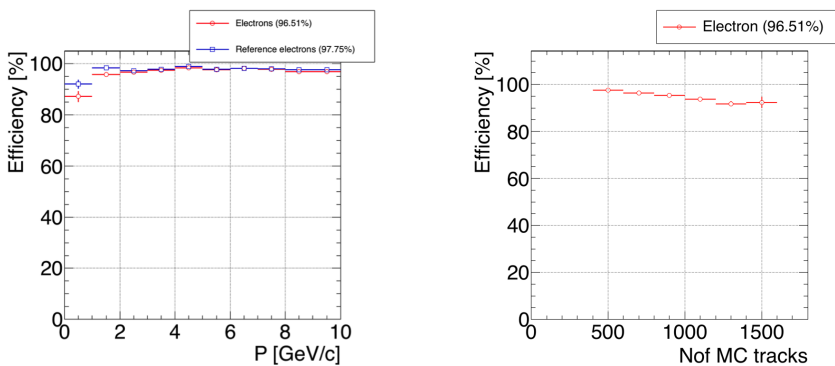 Electrons (96.51%)
Reference electrons (97.75%)
Efficiency [%]
100
80
60
40
20
0
0 2 4 6 8 10
P [GeV/c]
Electron (96.51%)
Efficiency [%]
100
80
60
40
20
0
0 500 1000 1500
Nof MC tracks